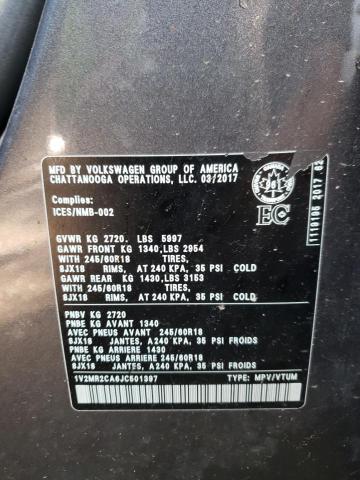 MFD BY VOLKSWAGEN GROUP OF AMERICA
CHATTANOOGA OPERATIONS, LLC. 03/2017
Complies:
ICES/NMB-002
EC
GVWR KG 2720. LBS 5997
GAWR FRONT KG 1340, LBS 2954
WITH 245/60R18 TIRES,
8JX18 RIMS, AT 240 KPA, 35 PSI COLD
GAWR REAR KG 1430, LBS 3153
WITH 245/60R18 TIRES,
8JX18 RIMS, AT 240 KPA, 35 PSI COLD
PNBV KG 2720
PNBE KG AVANT 1340
AVEC PNEUS AVANT 245/60R18
8JX18 JANTES, A 240 KPA, 35 PSI FROIDS
PNBE KG ARRIERE 1430
AVEC PNEUS ARRIERE 245/60R18
8JX18 JANTES, A 240 KPA, 35 PSI FROIDS
1V2MR2CA6JC501397 TYPE: MPV/VTUM